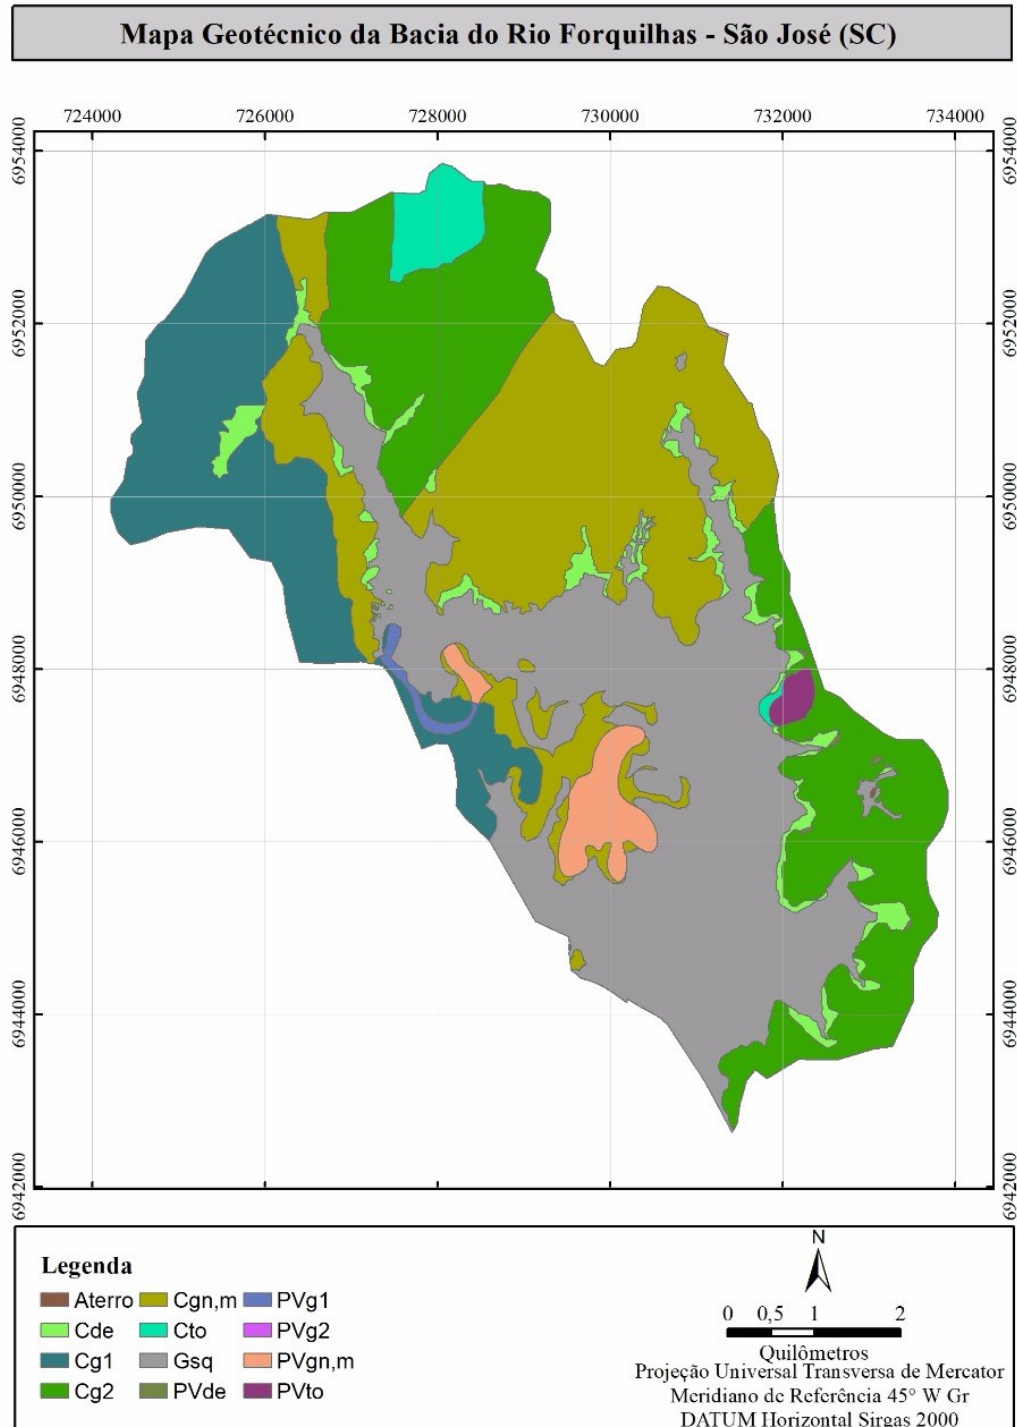 Mapa Geotécnico da Bacia do Rio Forquilhas - São José (SC)
724000 726000 728000 730000 732000 734000
6954000 6954000
6952000 6952000
6950000 6950000
6948000 6948000
6946000 6946000
6944000 6944000
6942000 6942000
Legenda
Aterro Cgn,m PVg1
Cde Cto PVg2
Cg1 Gsq PVgn,m
Cg2 PVde PVto
N
0 0,5 1 2
Quilômetros
Projeção Universal Transversa de Mercator
Meridiano de Referência 45° W Gr
DATUM Horizontal Sirgas 2000